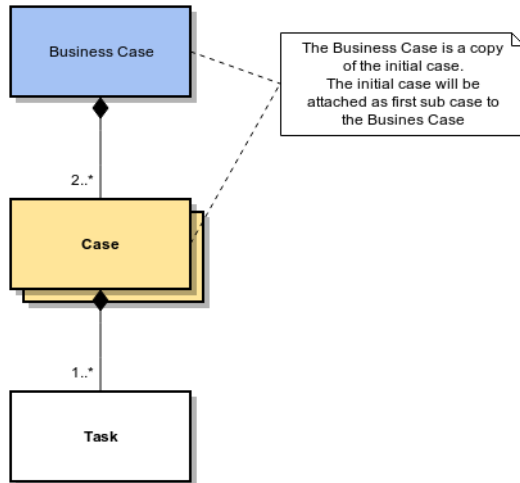 Business Case
The Business Case is a copy
of the initial case.
The initial case will be
attached as first sub case to
the Busines Case
2..*
Case
1..*
Task